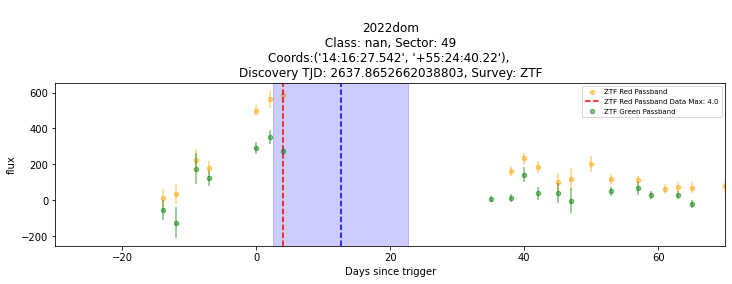 2022dom
Class: nan, Sector: 49
Coords:('14:16:27.542', '+55:24:40.22'),
Discovery TJD: 2637.8652662038803, Survey: ZTF
ZTF Red Passband
ZTF Red Passband Data Max: 4.0
ZTF Green Passband
600
400
200
0
−200
flux
−20
0
20
40
60
Days since trigger